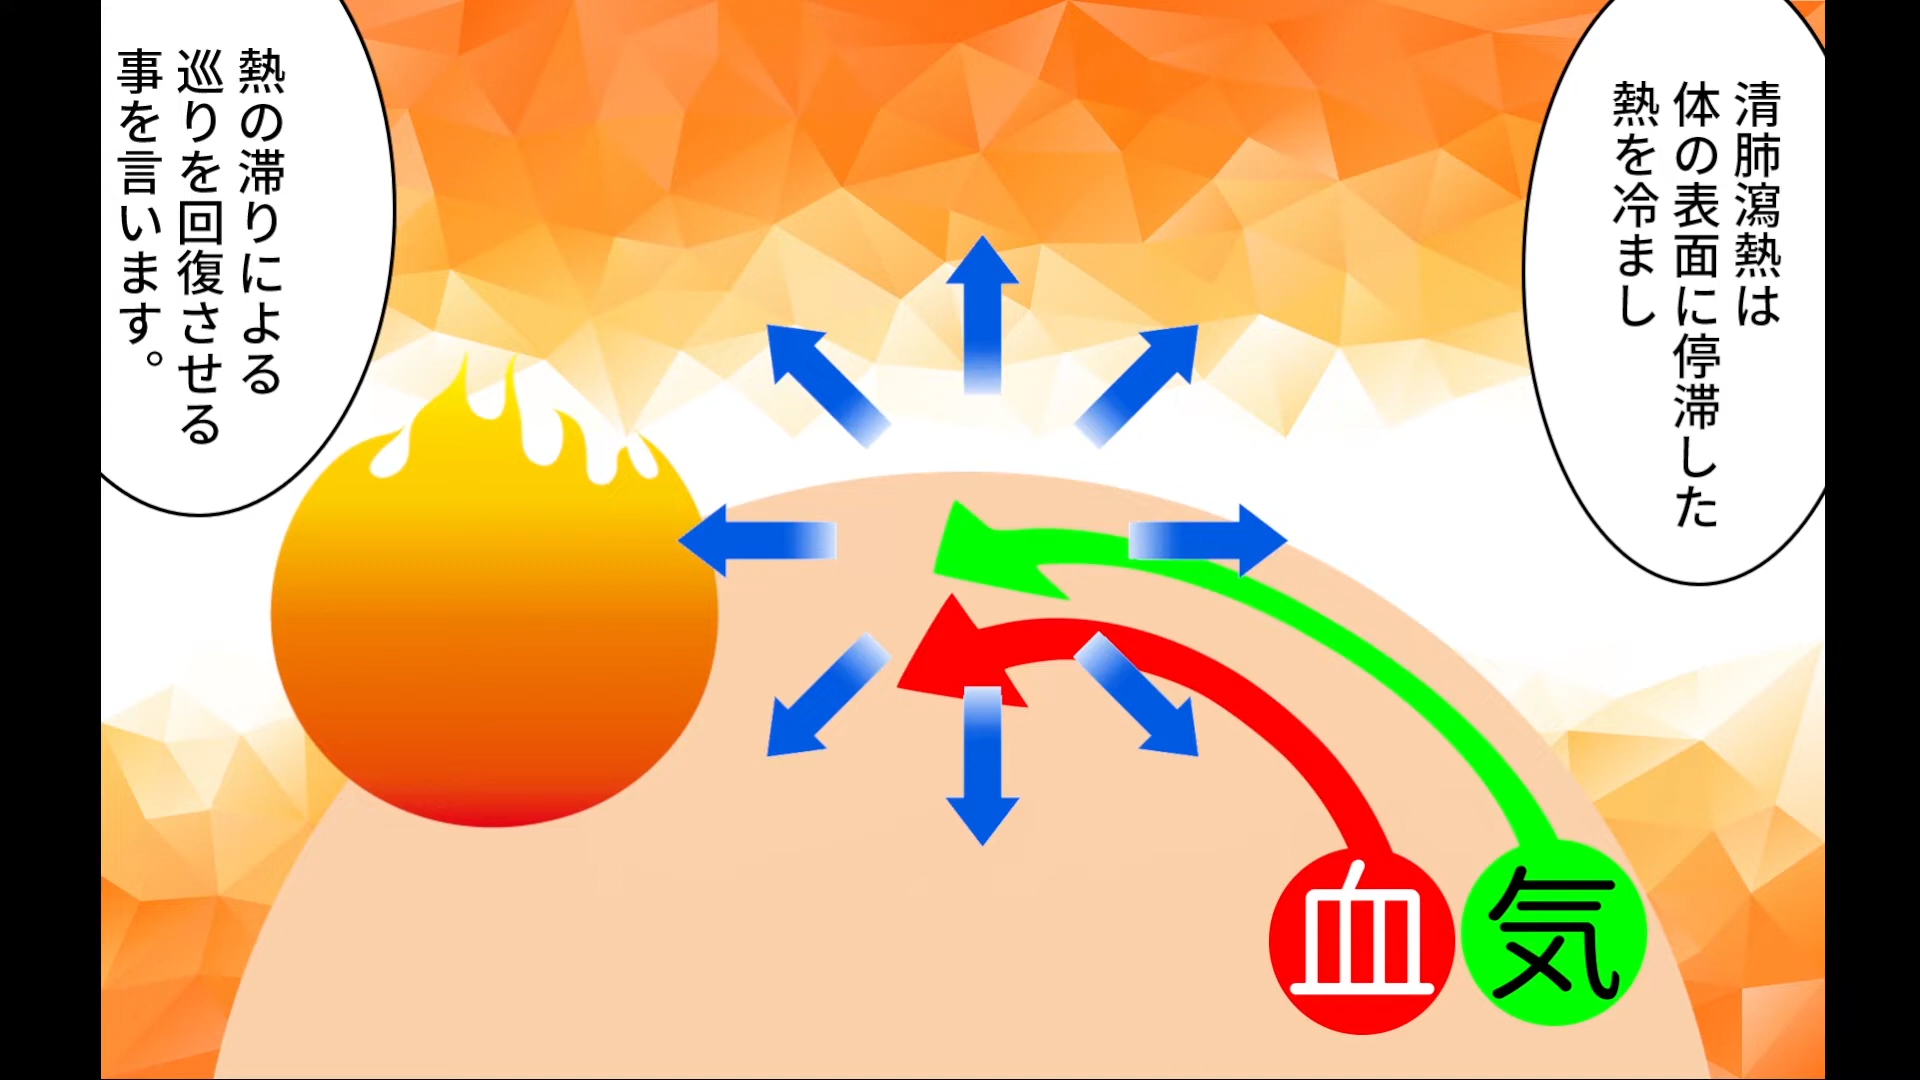 清肺瀉熱は
体の表面に停滞した
熱を冷まし
熱の滞りによる
巡りを回復させる
事を言います。
血
気